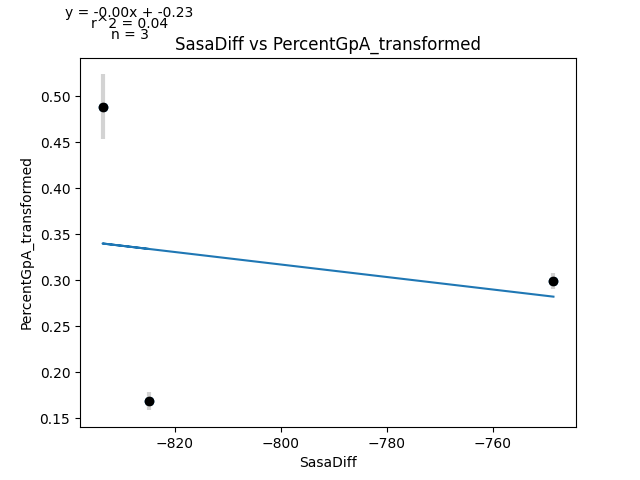 y = -0.00x + -0.23
r^2 = 0.04
n = 3
SasaDiff vs PercentGpA_transformed
PercentGpA_transformed
0.50
0.45
0.40
0.35
0.30
0.25
0.20
0.15
−820
−800
−780
−760
SasaDiff